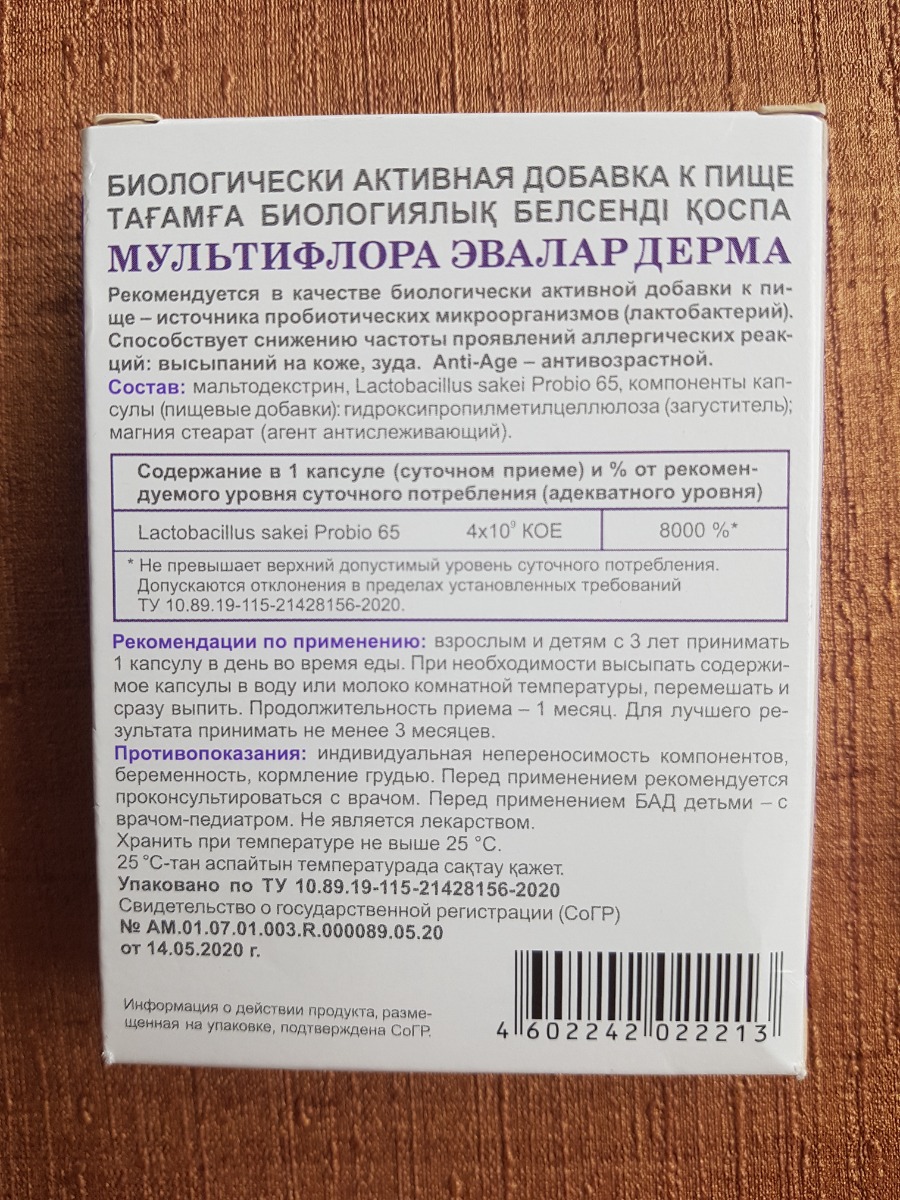 БИОЛОГИЧЕСКИ АКТИВНАЯ ДОБАВКА К ПИЩЕ
ТАҒАМҒА БИОЛОГИЯЛЫҚ БЕЛСЕНДІ ҚОСПА
МУЛЬТИФЛОРА ЭВАЛАР ДЕРМА
Рекомендуется в качестве биологически активной добавки к пи-
ще – источника пробиотических микроорганизмов (лактобактерий).
Способствует снижению частоты проявлений аллергических реак-
ций: высыпаний на коже, зуда. Anti-Age – антивозрастной.
Состав: мальтодекстрин, Lactobacillus sakei Probio 65, компоненты кап-
сулы (пищевые добавки): гидроксипропилметилцеллюлоза (загуститель);
магния стеарат (агент антислеживающий).
Содержание в 1 капсуле (суточном приеме) и % от рекомен-
дуемого уровня суточного потребления (адекватного уровня)
Lactobacillus sakei Probio 65 4х10⁹ КОЕ 8000 %*
* Не превышает верхний допустимый уровень суточного потребления.
Допускаются отклонения в пределах установленных требований
ТУ 10.89.19-115-21428156-2020.
Рекомендации по применению: взрослым и детям с 3 лет принимать
1 капсулу в день во время еды. При необходимости высыпать содержи-
мое капсулы в воду или молоко комнатной температуры, перемешать и
сразу выпить. Продолжительность приема – 1 месяц. Для лучшего ре-
зультата принимать не менее 3 месяцев.
Противопоказания: индивидуальная непереносимость компонентов,
беременность, кормление грудью. Перед применением рекомендуется
проконсультироваться с врачом. Перед применением БАД детьми – с
врачом-педиатром. Не является лекарством.
Хранить при температуре не выше 25 °С.
25 °С-тан аспайтын температурада сақтау қажет.
Упаковано по ТУ 10.89.19-115-21428156-2020
Свидетельство о государственной регистрации (СоГР)
№ AM.01.07.01.003.R.000089.05.20
от 14.05.2020 г.
Информация о действии продукта, разме-
щенная на упаковке, подтверждена СоГР.
4 602242 022213